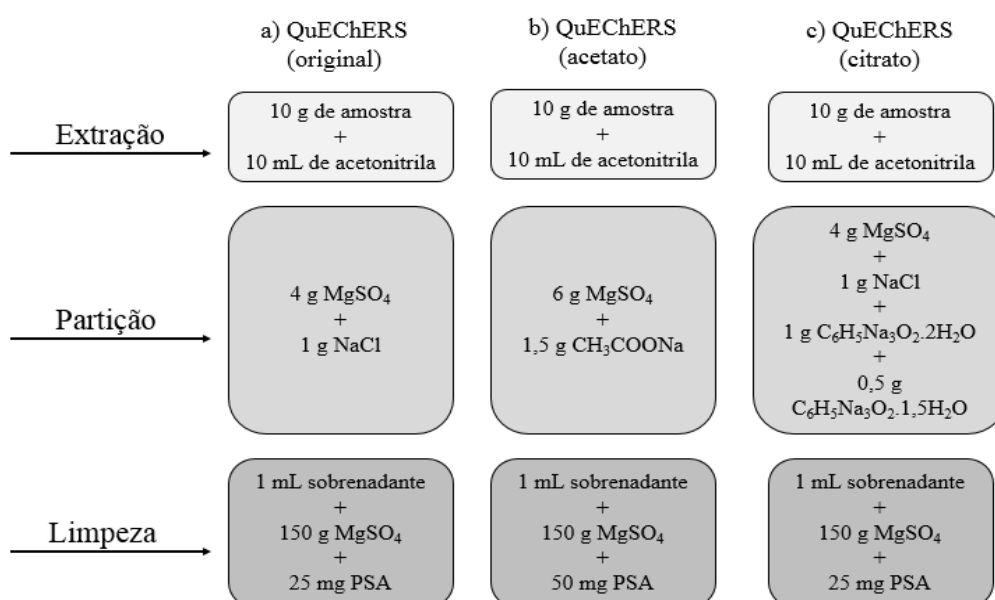 a) QuEChERS
(original)
b) QuEChERS
(acetato)
c) QuEChERS
(citrato)
Extração
10 g de amostra
+
10 mL de acetonitrila
10 g de amostra
+
10 mL de acetonitrila
10 g de amostra
+
10 mL de acetonitrila
Partição
4 g MgSO₄
+
1 g NaCl
6 g MgSO₄
+
1,5 g CH₃COONa
4 g MgSO₄
+
1 g NaCl
+
1 g C₆H₅Na₃O₂.2H₂O
+
0,5 g
C₆H₅Na₃O₂.1,5H₂O
Limpeza
1 mL sobrenadante
+
150 g MgSO₄
+
25 mg PSA
1 mL sobrenadante
+
150 g MgSO₄
+
50 mg PSA
1 mL sobrenadante
+
150 g MgSO₄
+
25 mg PSA